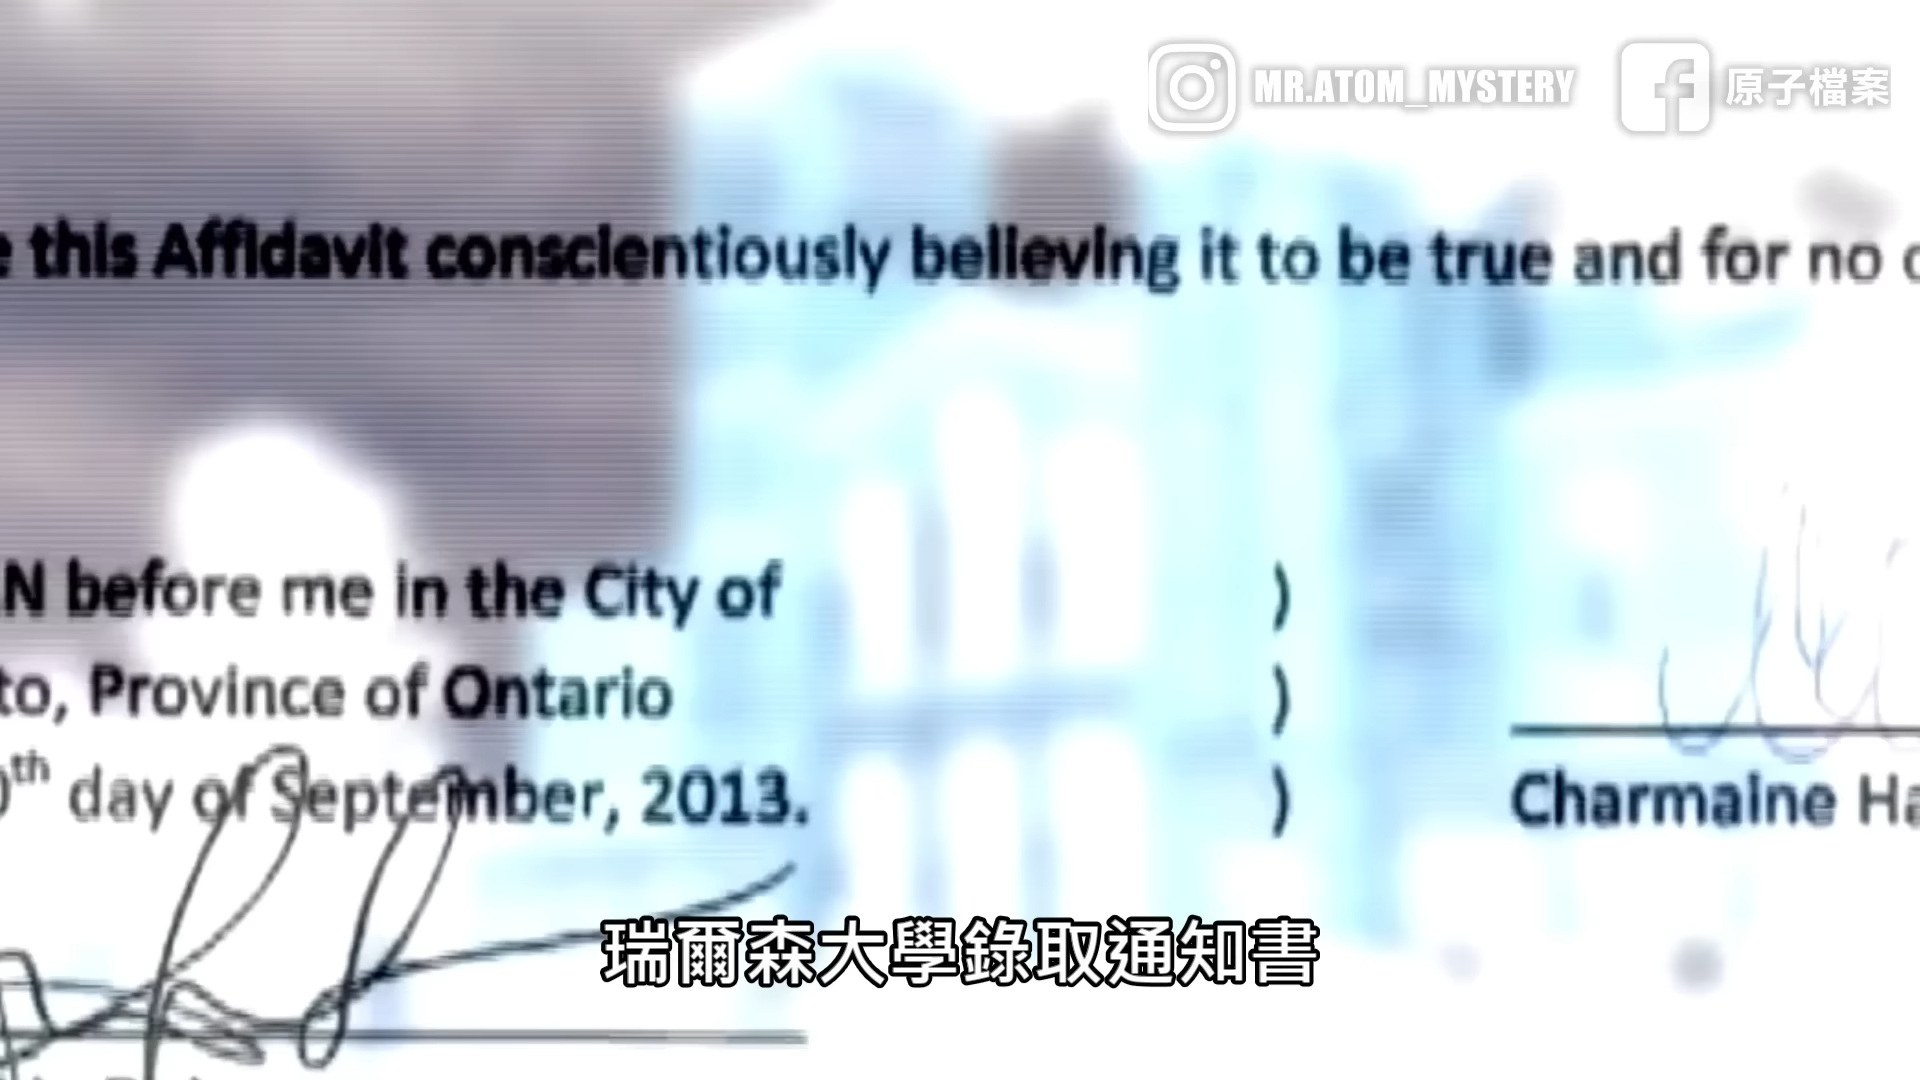 MR.ATOM_MYSTERY 原子檔案
this Affidavit conscientiously believing it to be true and for no
before me in the City of )
Province of Ontario )
day of September, 2013. ) Charmaine
瑞爾森大學錄取通知書